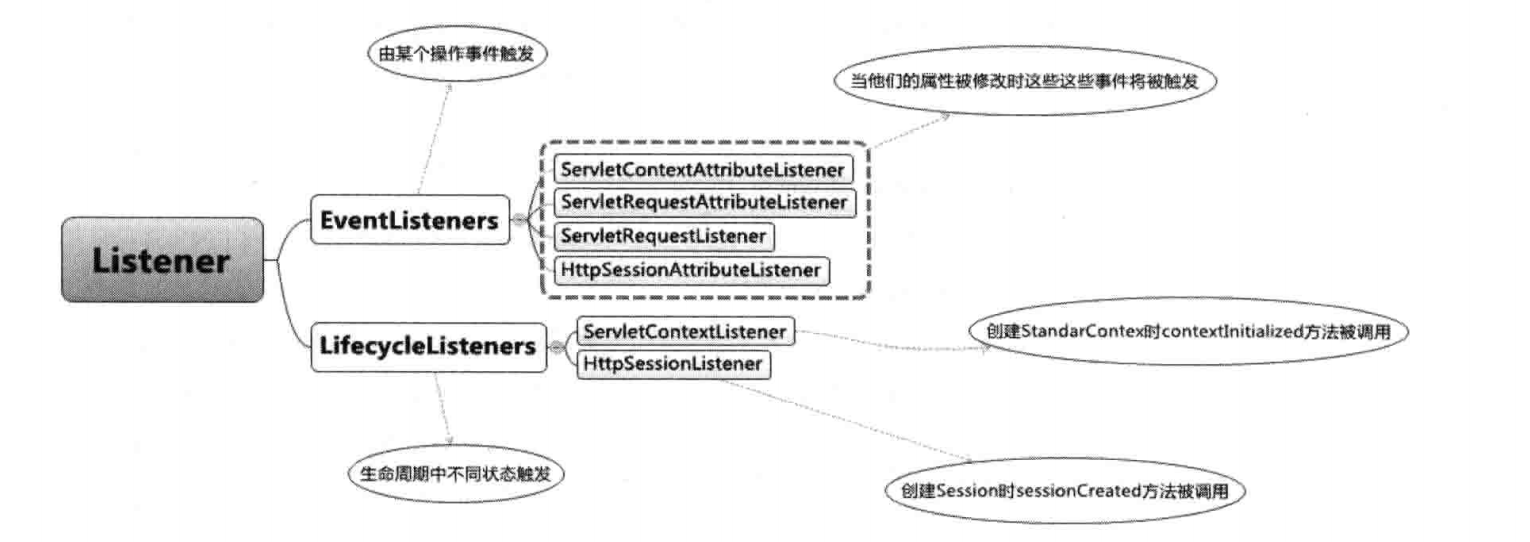 由某个操作事件触发
当他们的属性被修改时这些这些事件将被触发
ServletContextAttributeListener
ServletRequestAttributeListener
EventListeners
ServletRequestListener
HttpSessionAttributeListener
Listener
ServletContextListener
创建StandarContex时contextInitialized方法被调用
LifecycleListeners
HttpSessionListener
生命周期中不同状态触发
创建Session时sessionCreated方法被调用